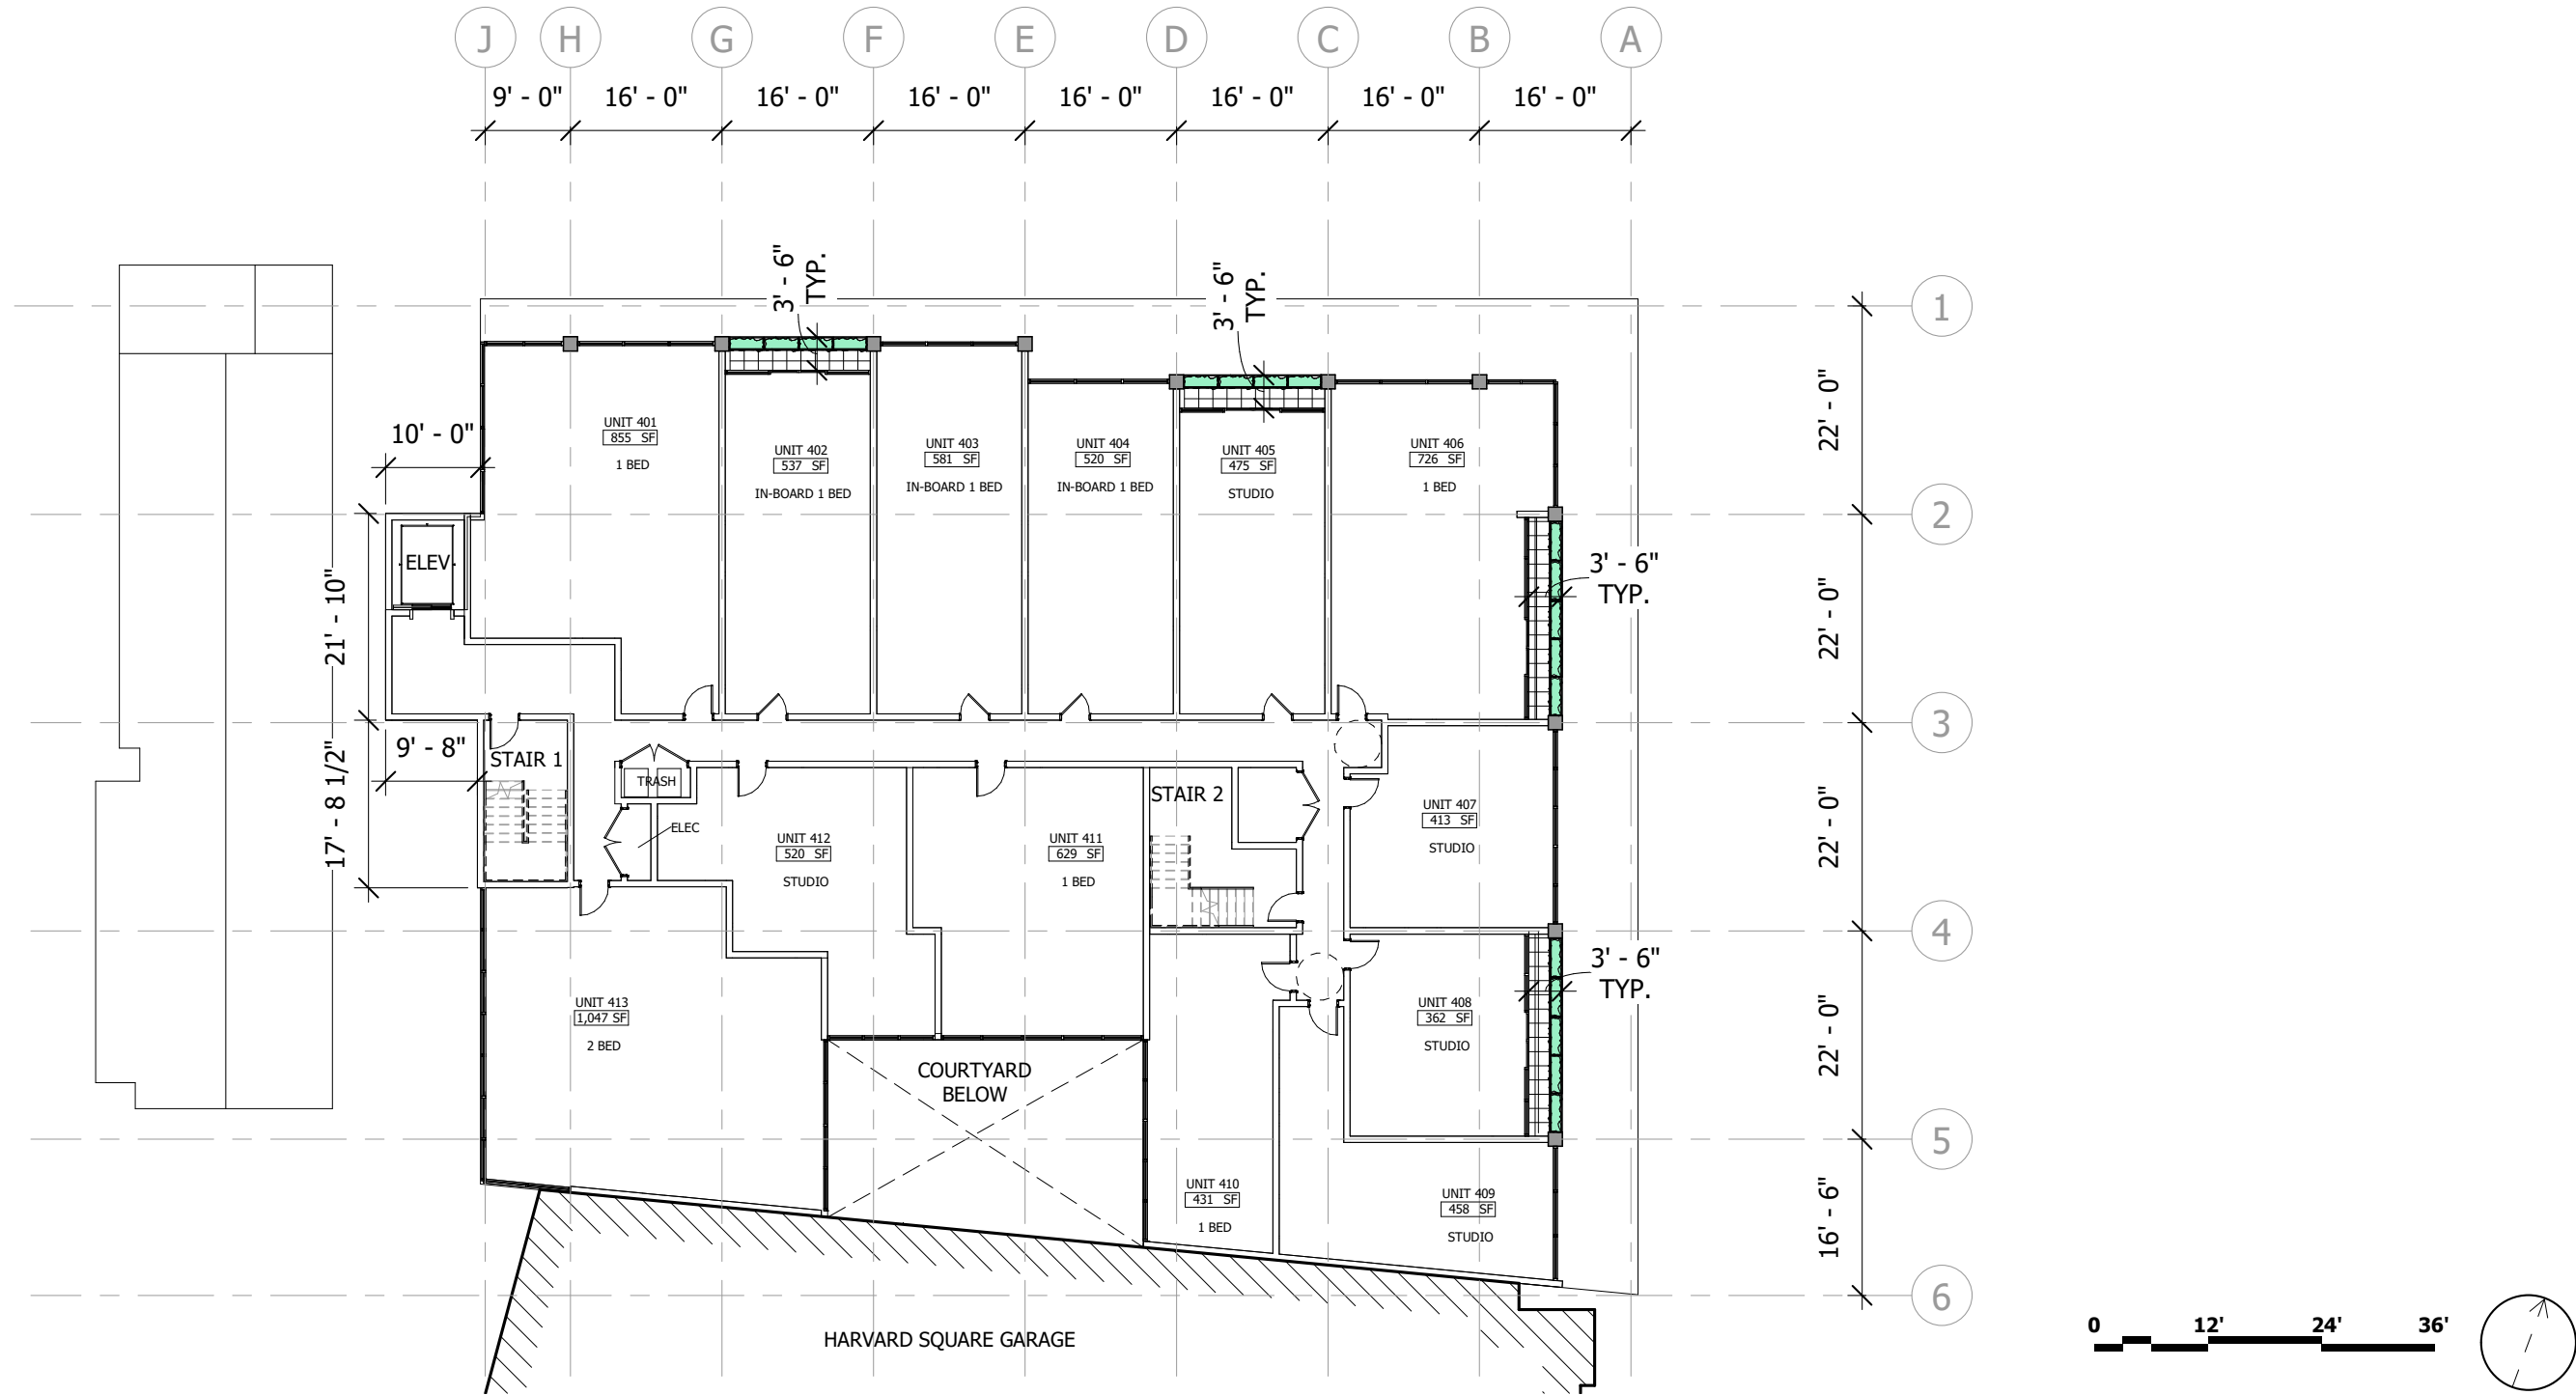 J H G F E D C B A
9' - 0" 16' - 0" 16' - 0" 16' - 0" 16' - 0" 16' - 0" 16' - 0" 16' - 0"
3' - 6"
TYP.
3' - 6"
TYP.
1
22' - 0"
10' - 0"
UNIT 401
855 SF
1 BED
UNIT 402
537 SF
IN-BOARD 1 BED
UNIT 403
581 SF
IN-BOARD 1 BED
UNIT 404
520 SF
IN-BOARD 1 BED
UNIT 405
475 SF
STUDIO
UNIT 406
726 SF
1 BED
2
ELEV.
3' - 6"
TYP.
21' - 10"
22' - 0"
3
9' - 8"
STAIR 1
17' - 8 1/2"
TRASH
ELEC
UNIT 412
520 SF
STUDIO
UNIT 411
629 SF
1 BED
STAIR 2
UNIT 407
413 SF
STUDIO
22' - 0"
4
3' - 6"
TYP.
UNIT 413
1,047 SF
2 BED
UNIT 408
362 SF
STUDIO
22' - 0"
COURTYARD
BELOW
5
UNIT 410
431 SF
1 BED
UNIT 409
458 SF
STUDIO
16' - 6"
6
HARVARD SQUARE GARAGE
0 12' 24' 36'